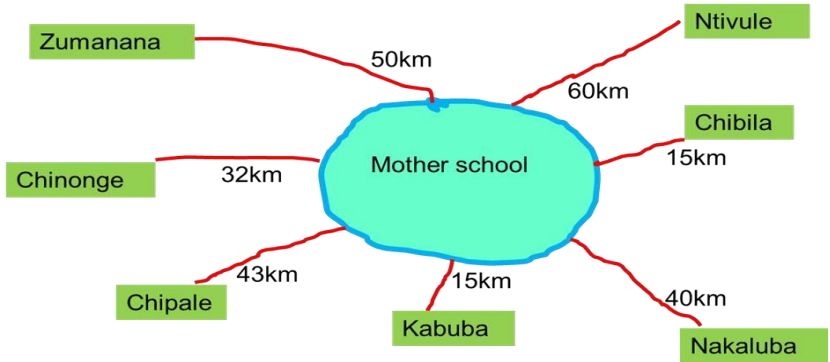 Zumanana
Ntivule
50km
60km
Chibila
Mother school
15km
Chinonge
32km
43km
15km
Chipale
40km
Kabuba
Nakaluba